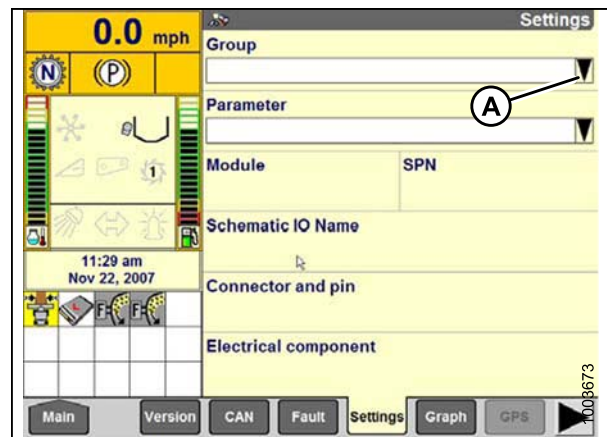 0.0 mph
N
(P)
1
11:29 am
Nov 22, 2007
F
F
Settings
Group
A
Parameter
Module SPN
Schematic IO Name
Connector and pin
Electrical component
Main Version CAN Fault Settings Graph GPS
1003673